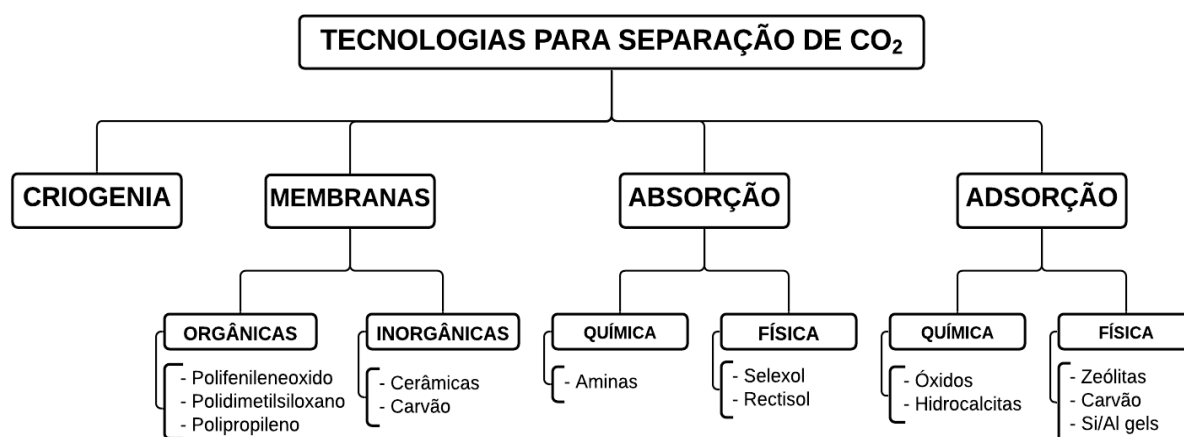 TECNOLOGIAS PARA SEPARAÇÃO DE CO₂
CRIOGENIA
MEMBRANAS
ABSORÇÃO
ADSORÇÃO
ORGÂNICAS
- Polifenileneoxido
- Polidimetilsiloxano
- Polipropileno
INORGÂNICAS
- Cerâmicas
- Carvão
QUÍMICA
- Aminas
FÍSICA
- Selexol
- Rectisol
QUÍMICA
- Óxidos
- Hidrocalcitas
FÍSICA
- Zeólitas
- Carvão
- Si/Al gels